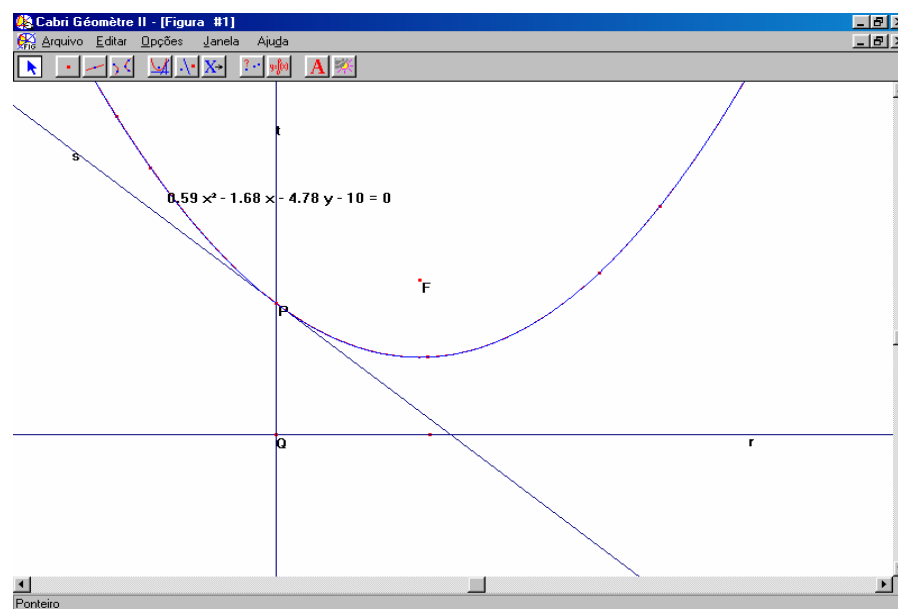 Cabri Géomètre II - [Figura #1]
Arquivo Editar Opções Janela Ajuda
A
t
s
0.59 x² - 1.68 x - 4.78 y - 10 = 0
F
P
Q
r
Ponteiro